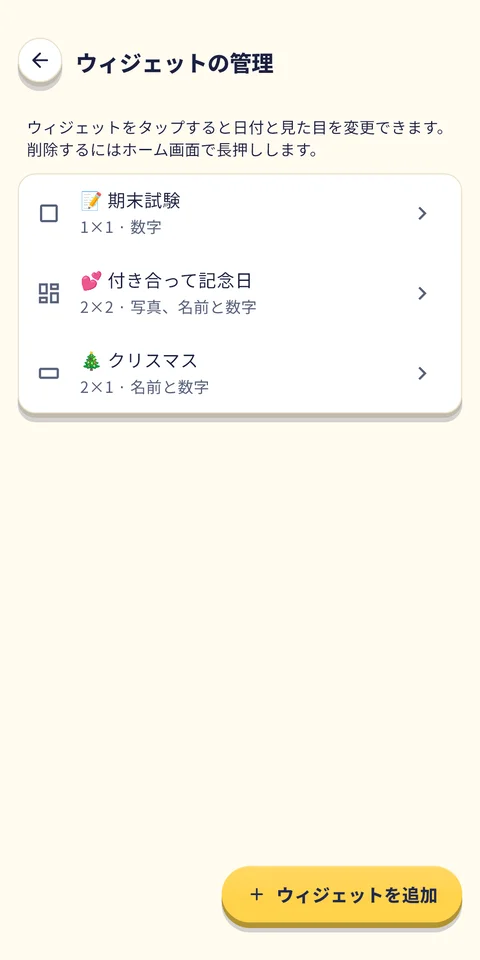 ウィジェットの管理
ウィジェットをタップすると日付と見た目を変更できます。
削除するにはホーム画面で長押しします。
📝 期末試験
1×1 · 数字
💕 付き合って記念日
2×2 · 写真、名前と数字
🎄 クリスマス
2×1 · 名前と数字
+ ウィジェットを追加